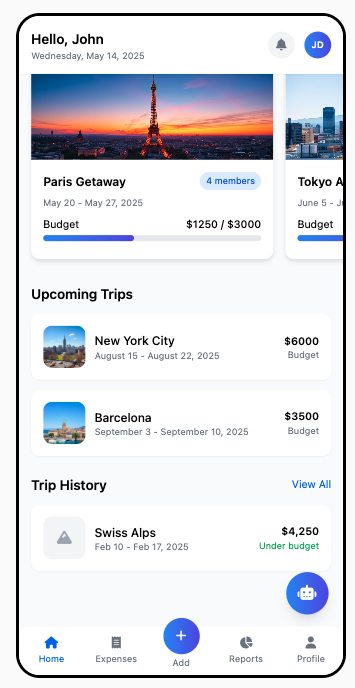 Hello, John
Wednesday, May 14, 2025
JD
Paris Getaway
4 members
May 20 - May 27, 2025
Budget
$1250 / $3000
Tokyo A
June 5 - Ju
Budget
Upcoming Trips
New York City
August 15 - August 22, 2025
$6000
Budget
Barcelona
September 3 - September 10, 2025
$3500
Budget
Trip History
View All
Swiss Alps
Feb 10 - Feb 17, 2025
$4,250
Under budget
Home
Expenses
Add
Reports
Profile